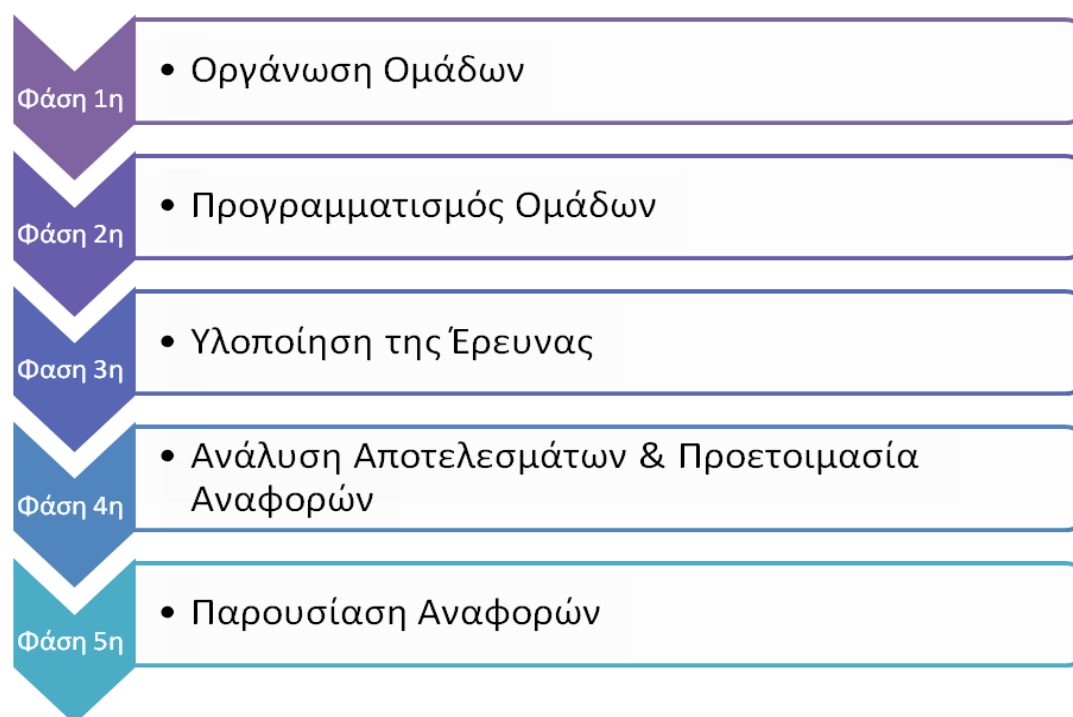 Φάση 1η
• Οργάνωση Ομάδων
Φάση 2η
• Προγραμματισμός Ομάδων
Φαση 3η
• Υλοποίηση της Έρευνας
Φάση 4η
• Ανάλυση Αποτελεσμάτων & Προετοιμασία
Αναφορών
Φάση 5η
• Παρουσίαση Αναφορών